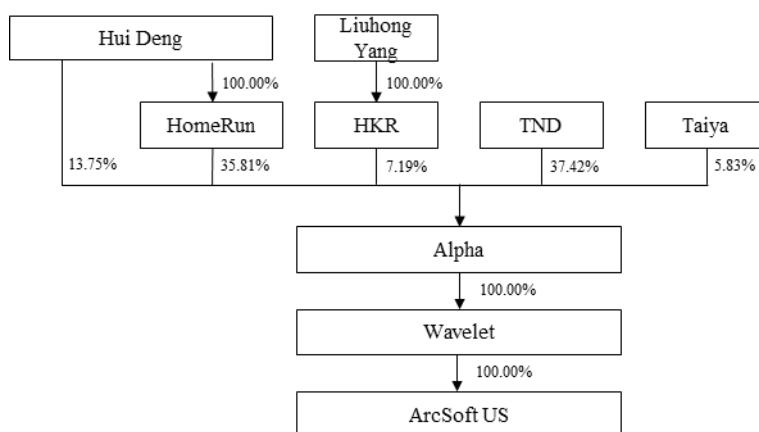 Hui Deng
Liuhong
Yang
100.00%
100.00%
HomeRun
HKR
TND
Taiya
13.75%
35.81%
7.19%
37.42%
5.83%
Alpha
100.00%
Wavelet
100.00%
ArcSoft US